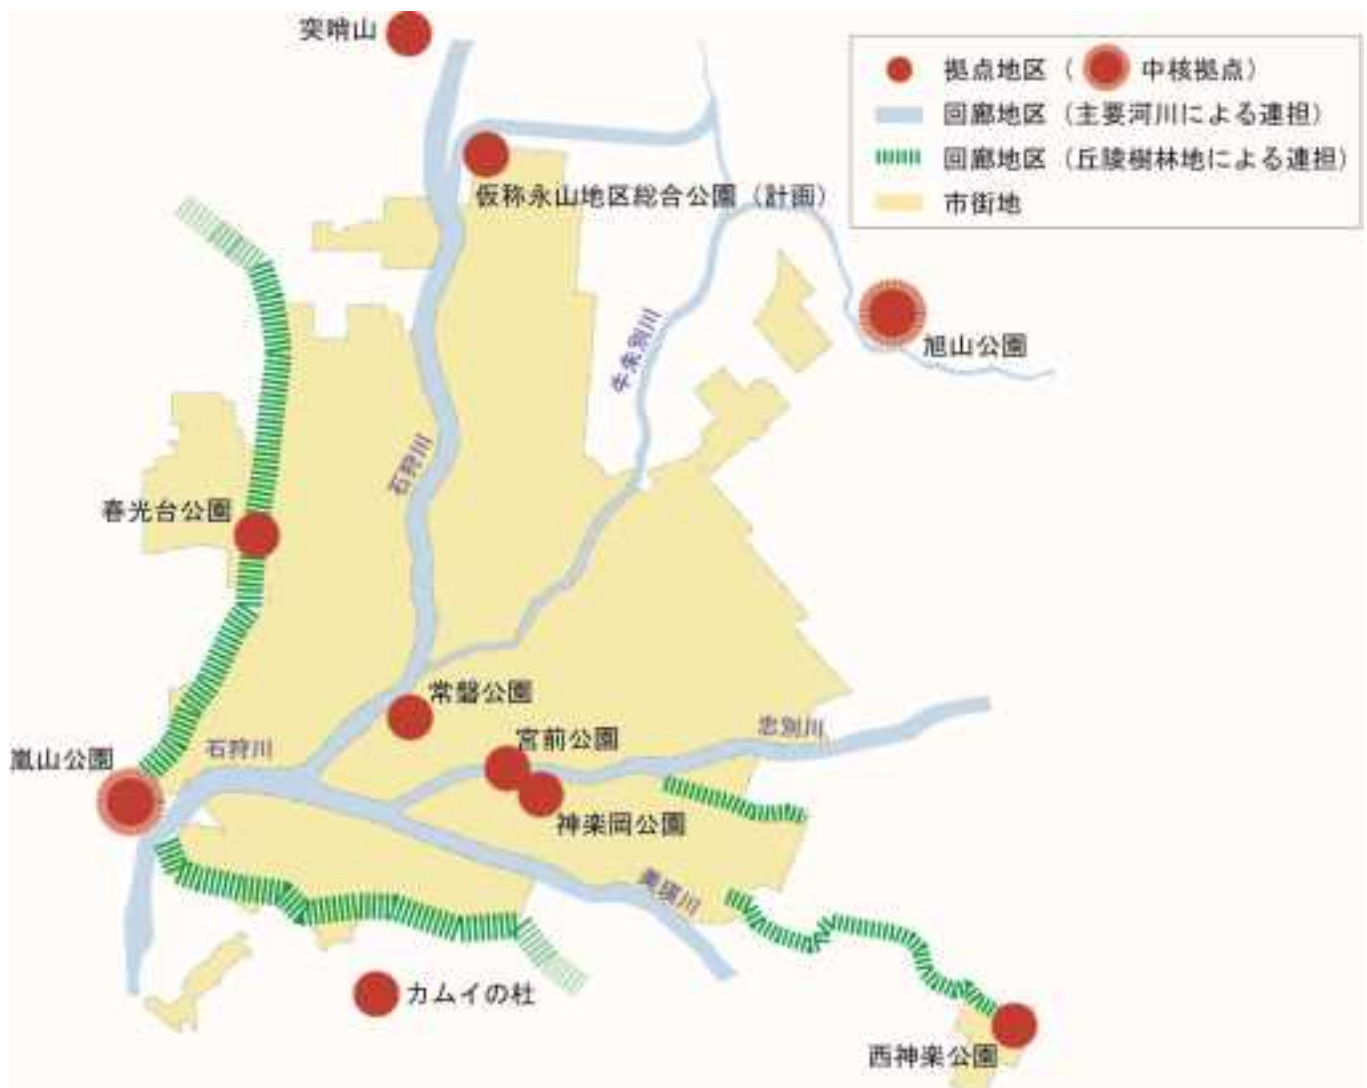 突哨山
拠点地区（ 中核拠点）
回廊地区（主要河川による連担）
回廊地区（丘陵樹林地による連担）
市街地
仮称永山地区総合公園（計画）
旭山公園
牛朱別川
石狩川
春光台公園
常磐公園
宮前公園
忠別川
石狩川
嵐山公園
神楽岡公園
美瑛川
カムイの杜
西神楽公園